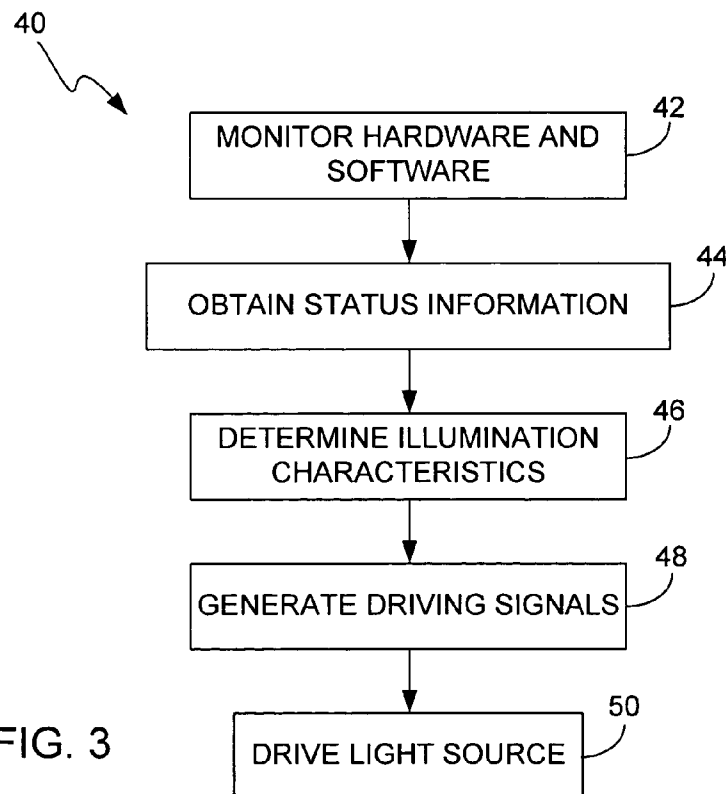 40
42
MONITOR HARDWARE AND
SOFTWARE
44
OBTAIN STATUS INFORMATION
46
DETERMINE ILLUMINATION
CHARACTERISTICS
48
GENERATE DRIVING SIGNALS
50
DRIVE LIGHT SOURCE
FIG. 3